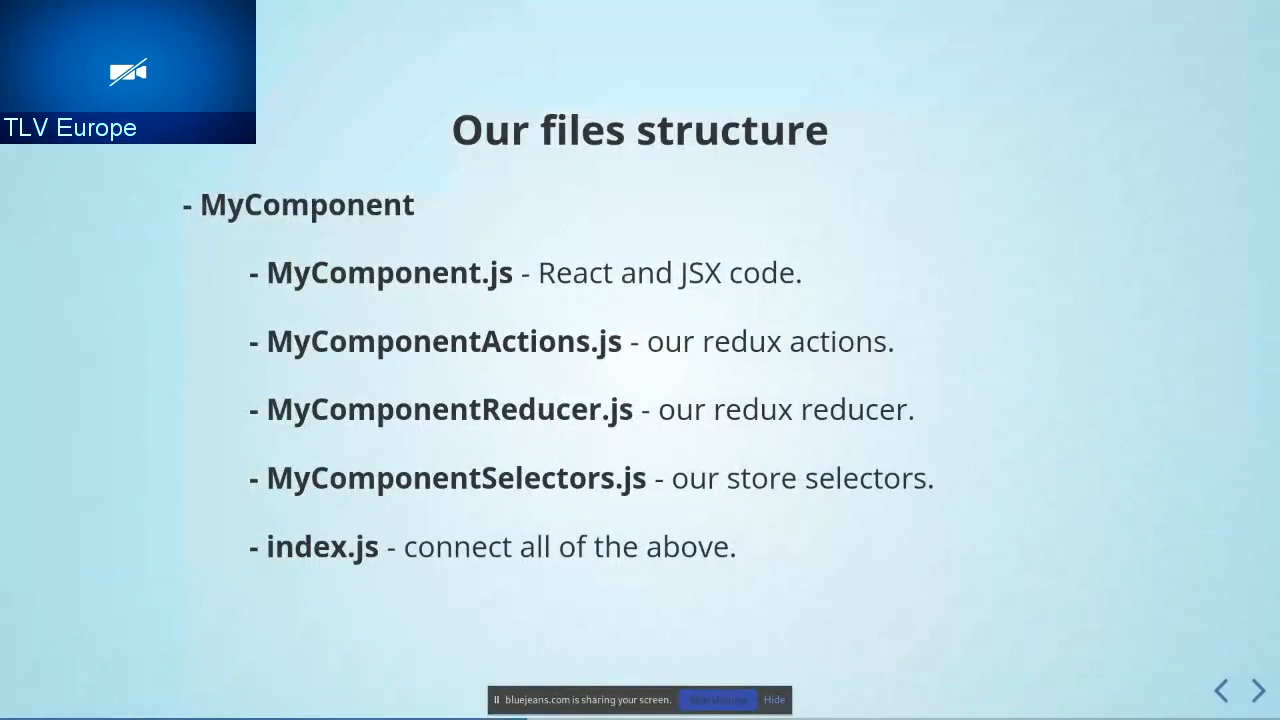 TLV Europe
Our files structure
- MyComponent
- MyComponent.js - React and JSX code.
- MyComponentActions.js - our redux actions.
- MyComponentReducer.js - our redux reducer.
- MyComponentSelectors.js - our store selectors.
- index.js - connect all of the above.
bluejeans.com is sharing your screen. Stop sharing Hide